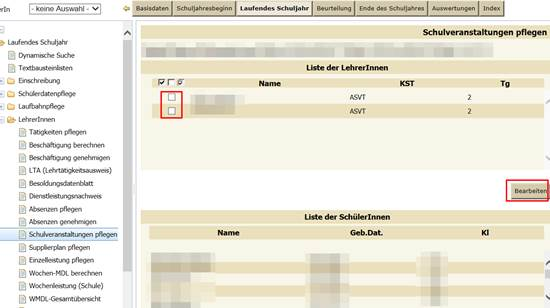 erIn - keine Auswahl -
Basisdaten Schuljahresbeginn Laufendes Schuljahr Beurteilung Ende des Schuljahres Auswertungen Index
Laufendes Schuljahr
Dynamische Suche
Textbausteinlisten
Einschreibung
Schülerdatenpflege
Laufbahnpflege
LehrerInnen
Tätigkeiten pflegen
Beschäftigung berechnen
Beschäftigung genehmigen
LTA (Lehrtätigkeitsausweis)
Besoldungsdatenblatt
Dienstleistungsnachweis
Absenzen pflegen
Absenzen genehmigen
Schulveranstaltungen pflegen
Supplierplan pflegen
Einzelleistung pflegen
Wochen-MDL berechnen
Wochenleistung (Schule)
WMDL-Gesamtübersicht
Schulveranstaltungen pflegen
Liste der LehrerInnen
Name KST Tg
ASVT 2
ASVT 2
Bearbeiten
Liste der SchülerInnen
Name Geb.Dat. Kl